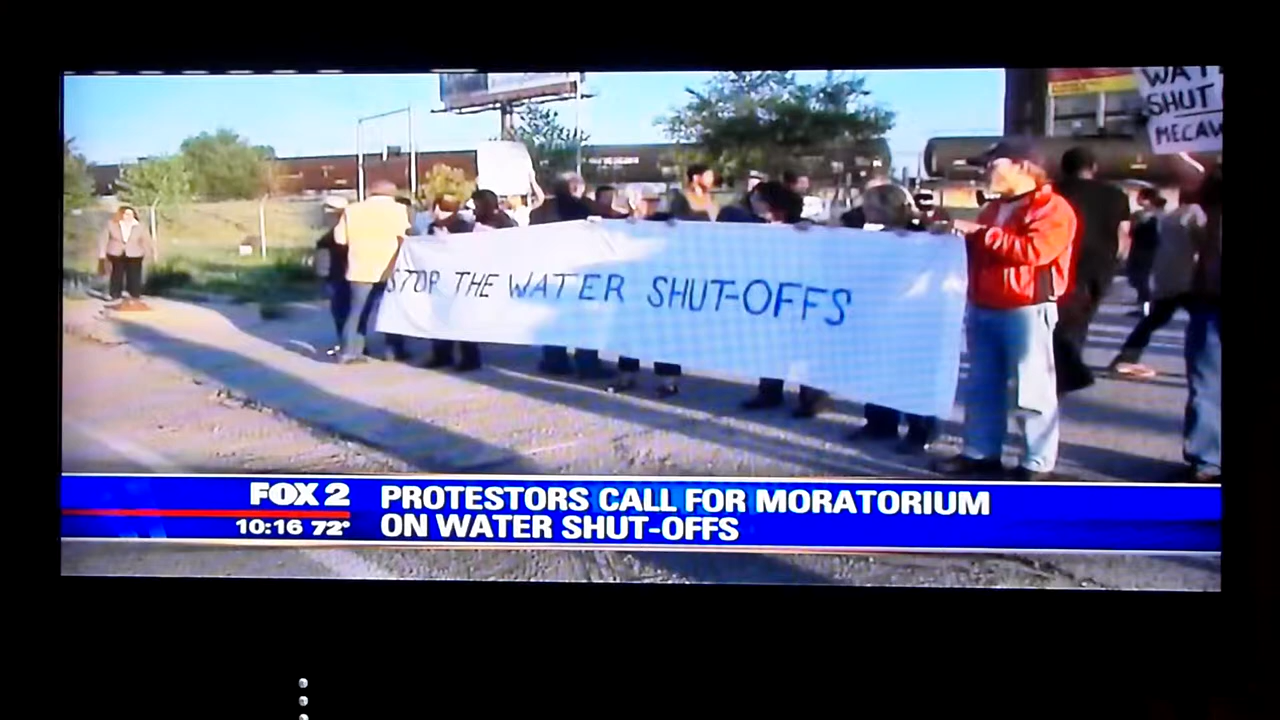 WAT
SHUT
STOP THE WATER SHUT-OFFS
FOX 2
10:16 72°
PROTESTORS CALL FOR MORATORIUM
ON WATER SHUT-OFFS